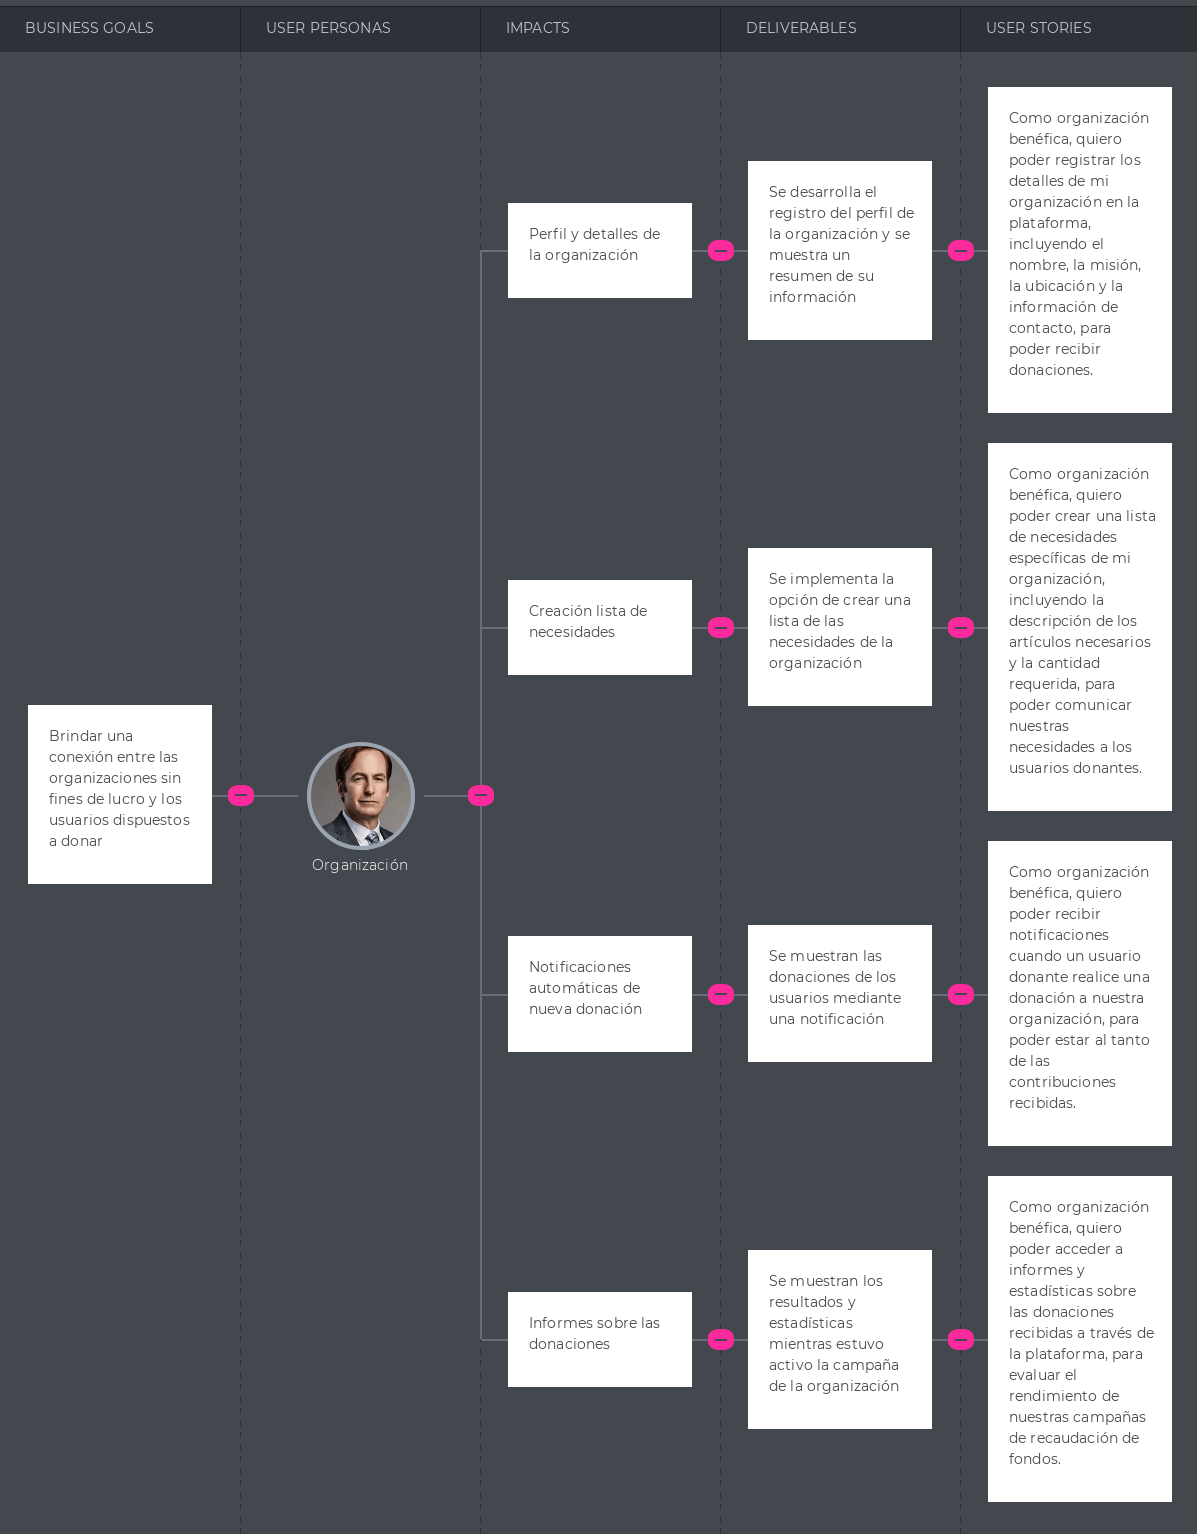 BUSINESS GOALS
USER PERSONAS
IMPACTS
DELIVERABLES
USER STORIES
Brindar una
conexión entre las
organizaciones sin
fines de lucro y los
usuarios dispuestos
a donar
Organización
Perfil y detalles de
la organización
Se desarrolla el
registro del perfil de
la organización y se
muestra un
resumen de su
información
Como organización
benéfica, quiero
poder registrar los
detalles de mi
organización en la
plataforma,
incluyendo el
nombre, la misión,
la ubicación y la
información de
contacto, para
poder recibir
donaciones.
Creación lista de
necesidades
Se implementa la
opción de crear una
lista de las
necesidades de la
organización
Como organización
benéfica, quiero
poder crear una lista
de necesidades
específicas de mi
organización,
incluyendo la
descripción de los
artículos necesarios
y la cantidad
requerida, para
poder comunicar
nuestras
necesidades a los
usuarios donantes.
Notificaciones
automáticas de
nueva donación
Se muestran las
donaciones de los
usuarios mediante
una notificación
Como organización
benéfica, quiero
poder recibir
notificaciones
cuando un usuario
donante realice una
donación a nuestra
organización, para
poder estar al tanto
de las
contribuciones
recibidas.
Informes sobre las
donaciones
Se muestran los
resultados y
estadísticas
mientras estuvo
activo la campaña
de la organización
Como organización
benéfica, quiero
poder acceder a
informes y
estadísticas sobre
las donaciones
recibidas a través de
la plataforma, para
evaluar el
rendimiento de
nuestras campañas
de recaudación de
fondos.